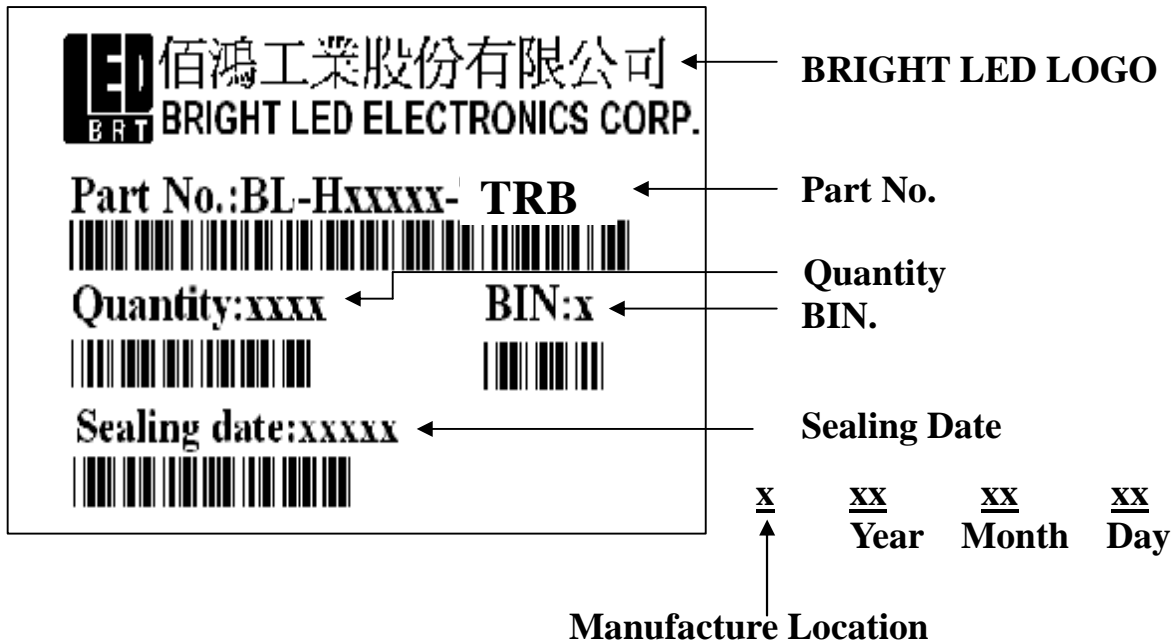 LED 佰鴻工業股份有限公司
BRT BRIGHT LED ELECTRONICS CORP.
BRIGHT LED LOGO
Part No.:BL-Hxxxxx- TRB
Part No.
Quantity:xxxx
BIN:x
Quantity
BIN.
Sealing date:xxxxx
Sealing Date
x xx xx xx
Year Month Day
Manufacture Location